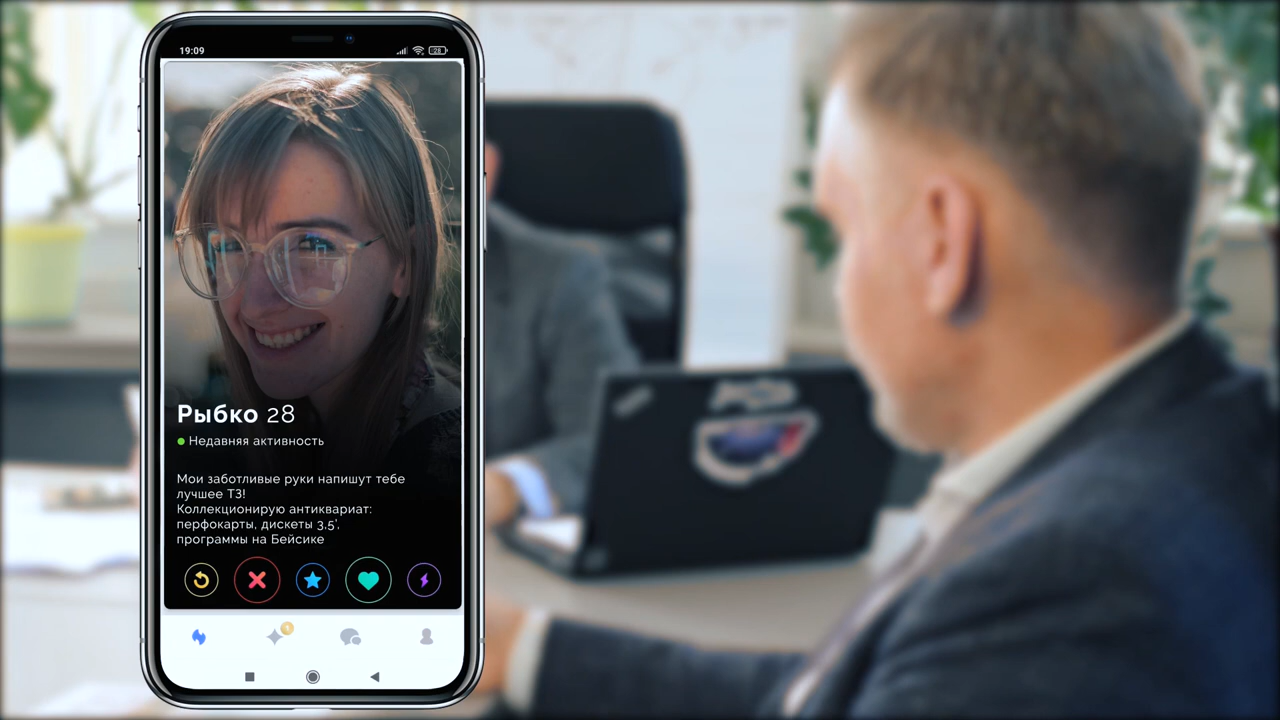 19:09
28
Рыбко 28
Недавняя активность
Мои заботливые руки напишут тебе
лучшее ТЗ!
Коллекционирую антиквариат:
перфокарты, дискеты 3,5',
программы на Бейсике